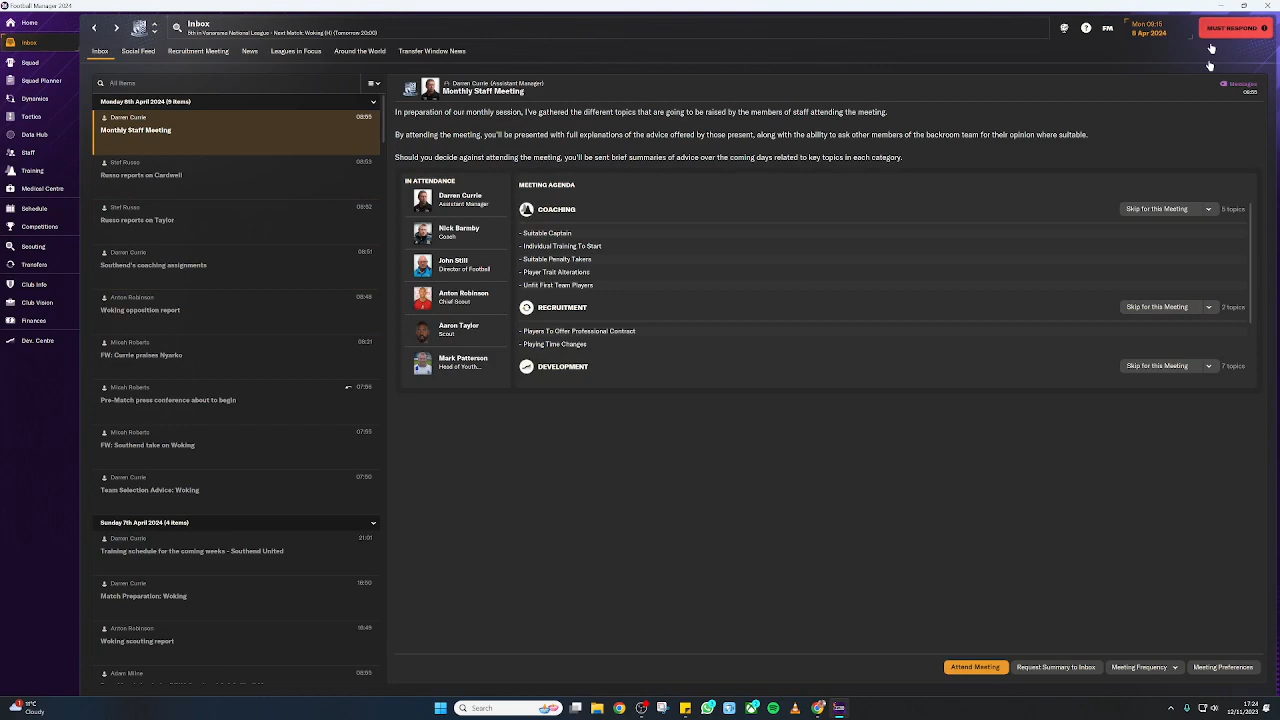 Football Manager 2024
Home
Inbox
Squad
Squad Planner
Dynamics
Tactics
Data Hub
Staff
Training
Medical Centre
Schedule
Competitions
Scouting
Transfers
Club Info
Club Vision
Finances
Dev. Centre
Inbox
5th in Vanarama National League - Next Match: Woking (H) (Tomorrow 20:00)
FM
Mon 09:15
8 Apr 2024
MUST RESPOND
Inbox Social Feed Recruitment Meeting News Leagues in Focus Around the World Transfer Window News
All Items
Monday 8th April 2024 (9 items)
Darren Currie 08:55
Monthly Staff Meeting
Stef Russo 08:53
Russo reports on Cardwell
Stef Russo 08:52
Russo reports on Taylor
Darren Currie 08:51
Southend's coaching assignments
Anton Robinson 08:48
Woking opposition report
Micah Roberts 08:21
FW: Currie praises Nyarko
Micah Roberts 07:56
Pre-Match press conference about to begin
Micah Roberts 07:55
FW: Southend take on Woking
Darren Currie 07:50
Team Selection Advice: Woking
Sunday 7th April 2024 (4 items)
Darren Currie 21:01
Training schedule for the coming weeks - Southend United
Darren Currie 16:50
Match Preparation: Woking
Anton Robinson 16:49
Woking scouting report
Adam Milne 08:55
Darren Currie (Assistant Manager)
Monthly Staff Meeting
Messages
08:55
In preparation of our monthly session, I've gathered the different topics that are going to be raised by the members of staff attending the meeting.
By attending the meeting, you'll be presented with full explanations of the advice offered by those present, along with the ability to ask other members of the backroom team for their opinion where suitable.
Should you decide against attending the meeting, you'll be sent brief summaries of advice over the coming days related to key topics in each category.
IN ATTENDANCE
Darren Currie
Assistant Manager
Nick Barmby
Coach
John Still
Director of Football
Anton Robinson
Chief Scout
Aaron Taylor
Scout
Mark Patterson
Head of Youth...
MEETING AGENDA
COACHING Skip for this Meeting 5 topics
- Suitable Captain
- Individual Training To Start
- Suitable Penalty Takers
- Player Trait Alterations
- Unfit First Team Players
RECRUITMENT Skip for this Meeting 2 topics
- Players To Offer Professional Contract
- Playing Time Changes
DEVELOPMENT Skip for this Meeting 7 topics
Attend Meeting Request Summary to Inbox Meeting Frequency Meeting Preferences
1
11°C
Cloudy
Search
17:24
12/11/2023